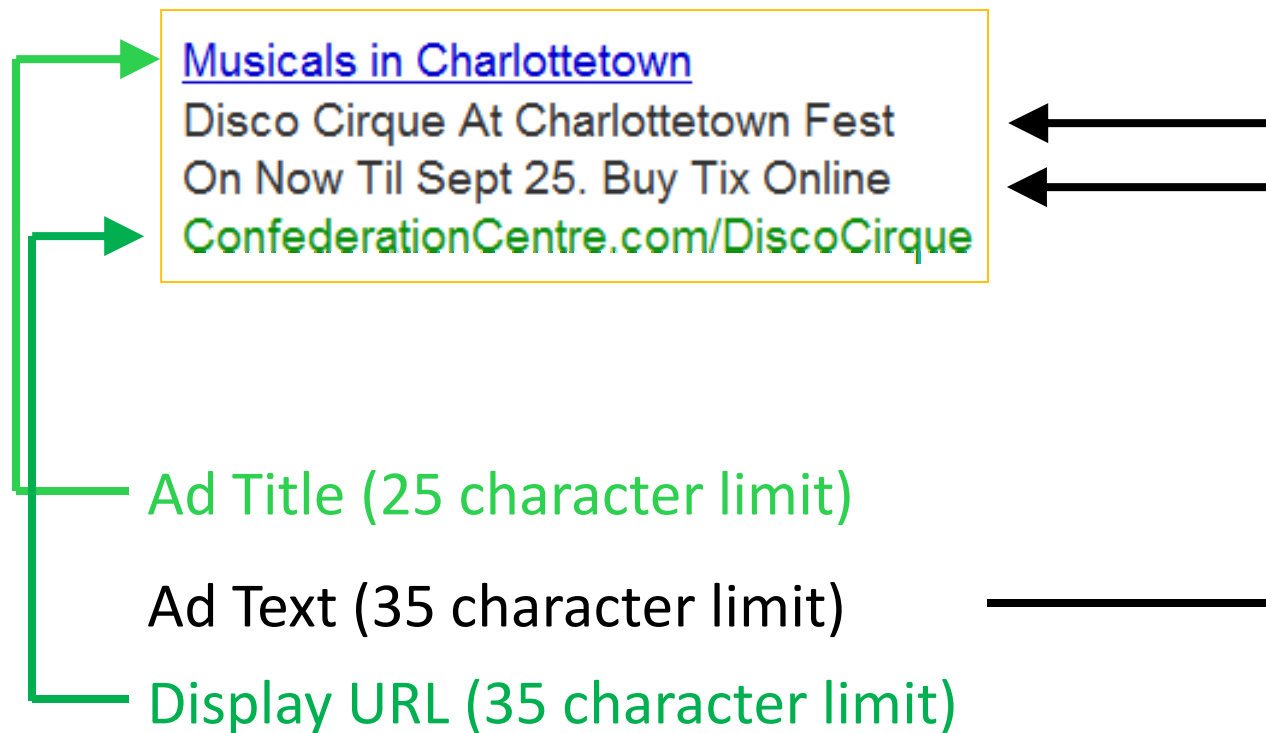 Musicals in Charlottetown
Disco Cirque At Charlottetown Fest
On Now Til Sept 25. Buy Tix Online
ConfederationCentre.com/DiscoCirque
Ad Title (25 character limit)
Ad Text (35 character limit)
Display URL (35 character limit)